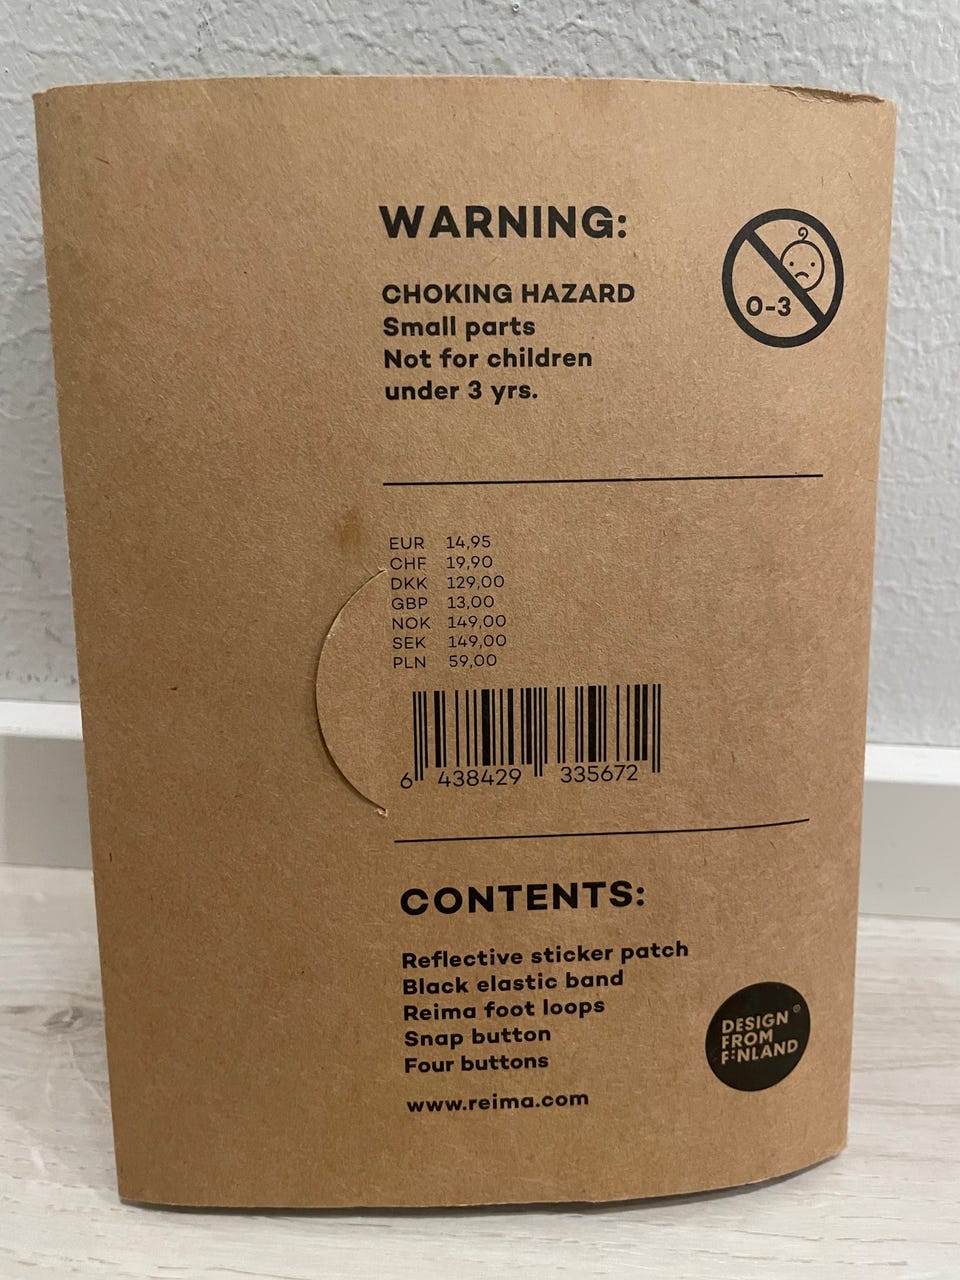 WARNING:
0-3
CHOKING HAZARD
Small parts
Not for children
under 3 yrs.
EUR 14,95
CHF 19,90
DKK 129,00
GBP 13,00
NOK 149,00
SEK 149,00
PLN 59,00
6 438429 335672
CONTENTS:
Reflective sticker patch
Black elastic band
Reima foot loops
Snap button
Four buttons
www.reima.com
DESIGN®
FROM
FINLAND